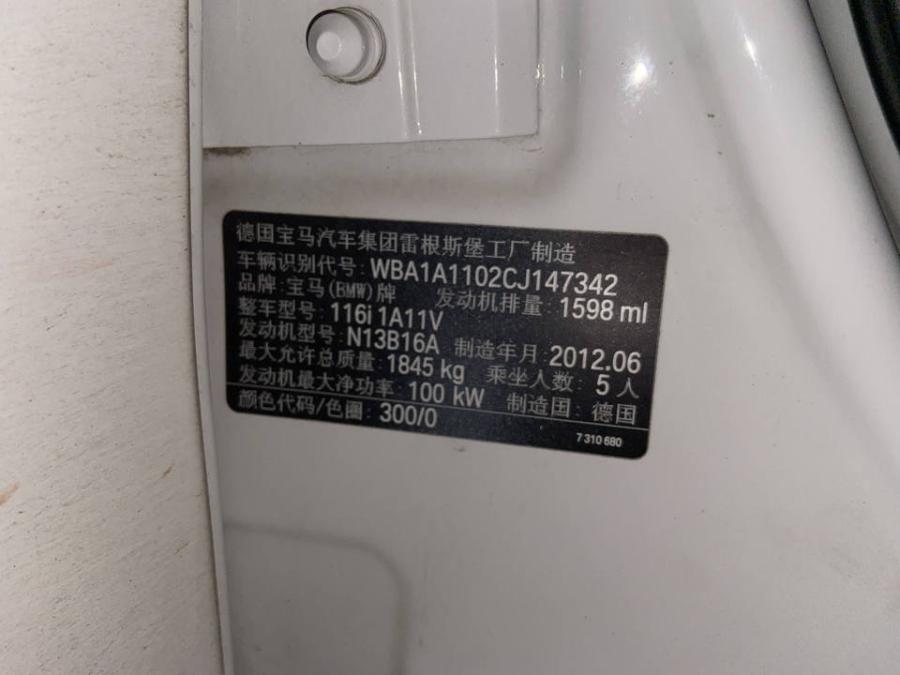 德国宝马汽车集团雷根斯堡工厂制造
车辆识别代号: WBA1A1102CJ147342
品牌: 宝马(BMW)牌 发动机排量: 1598 ml
整车型号: 116i 1A11V
发动机型号: N13B16A 制造年月: 2012.06
最大允许总质量: 1845 kg 乘坐人数: 5 人
发动机最大净功率: 100 kW 制造国: 德国
颜色代码/色圈: 300/0
7 310 680